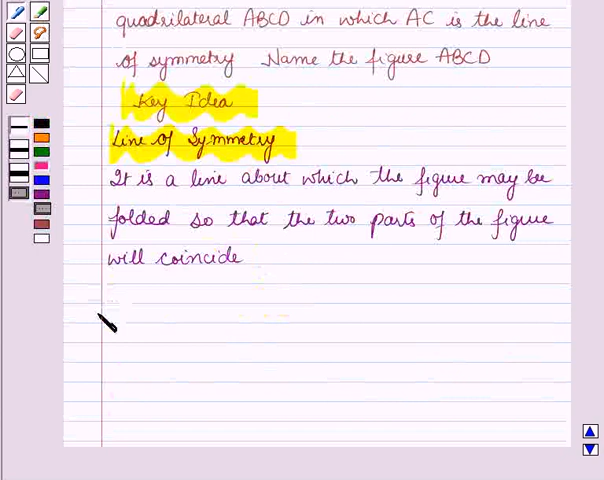 quadrilateral ABCD in which AC is the line
of symmetry Name the figure ABCD
Key Idea
Line of Symmetry
It is a line about which the figure may be
folded so that the two parts of the figure
will coincide